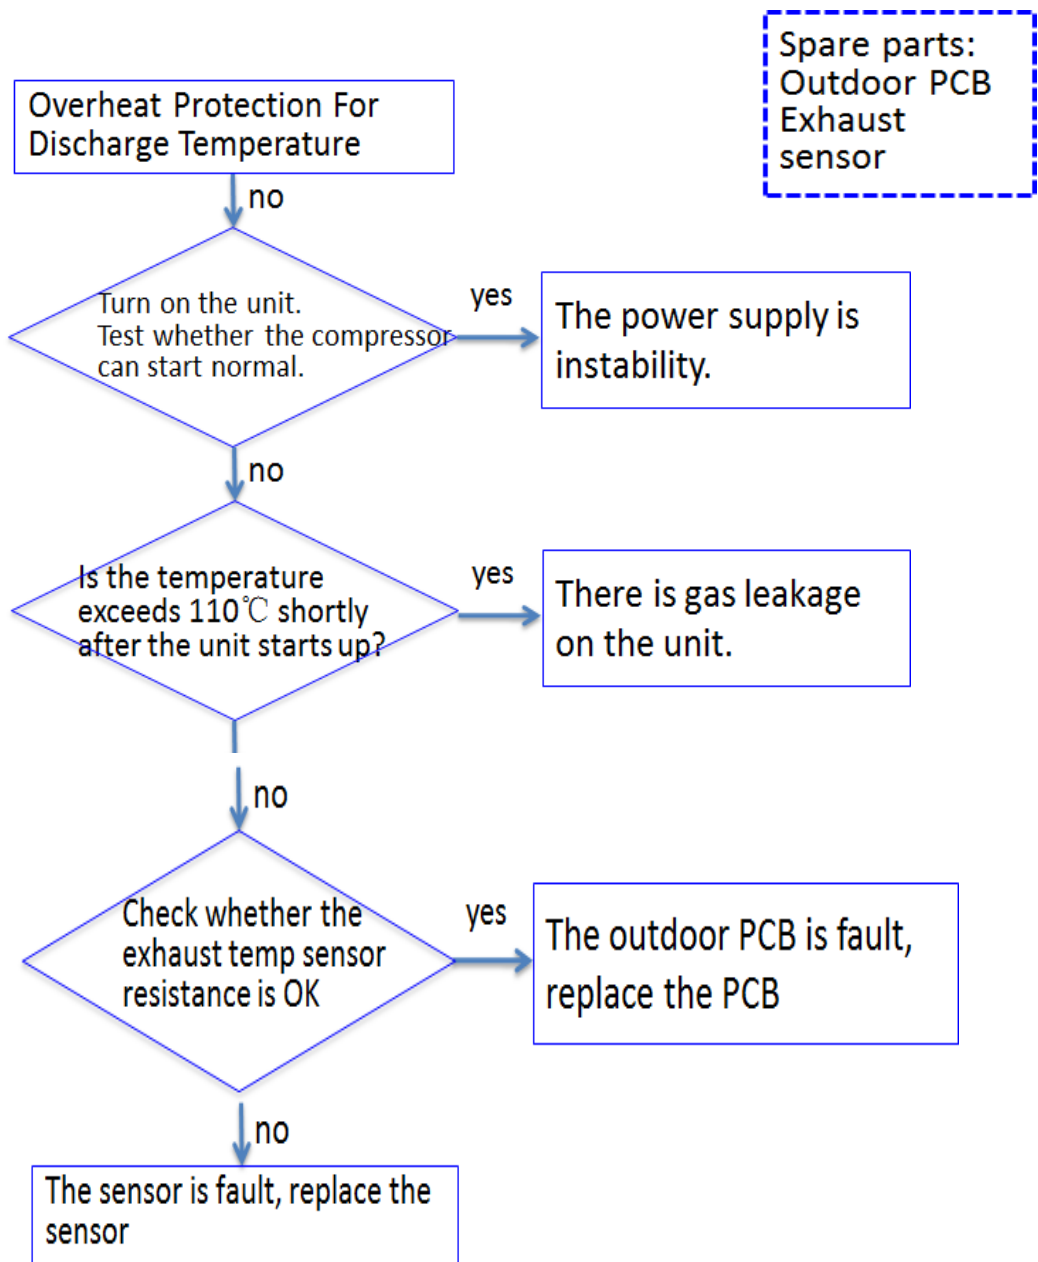 Spare parts:
Outdoor PCB
Exhaust
sensor
Overheat Protection For
Discharge Temperature
no
Turn on the unit.
Test whether the compressor
can start normal.
yes
The power supply is
instability.
no
Is the temperature
exceeds 110℃ shortly
after the unit starts up?
yes
There is gas leakage
on the unit.
no
Check whether the
exhaust temp sensor
resistance is OK
yes
The outdoor PCB is fault,
replace the PCB
no
The sensor is fault, replace the
sensor